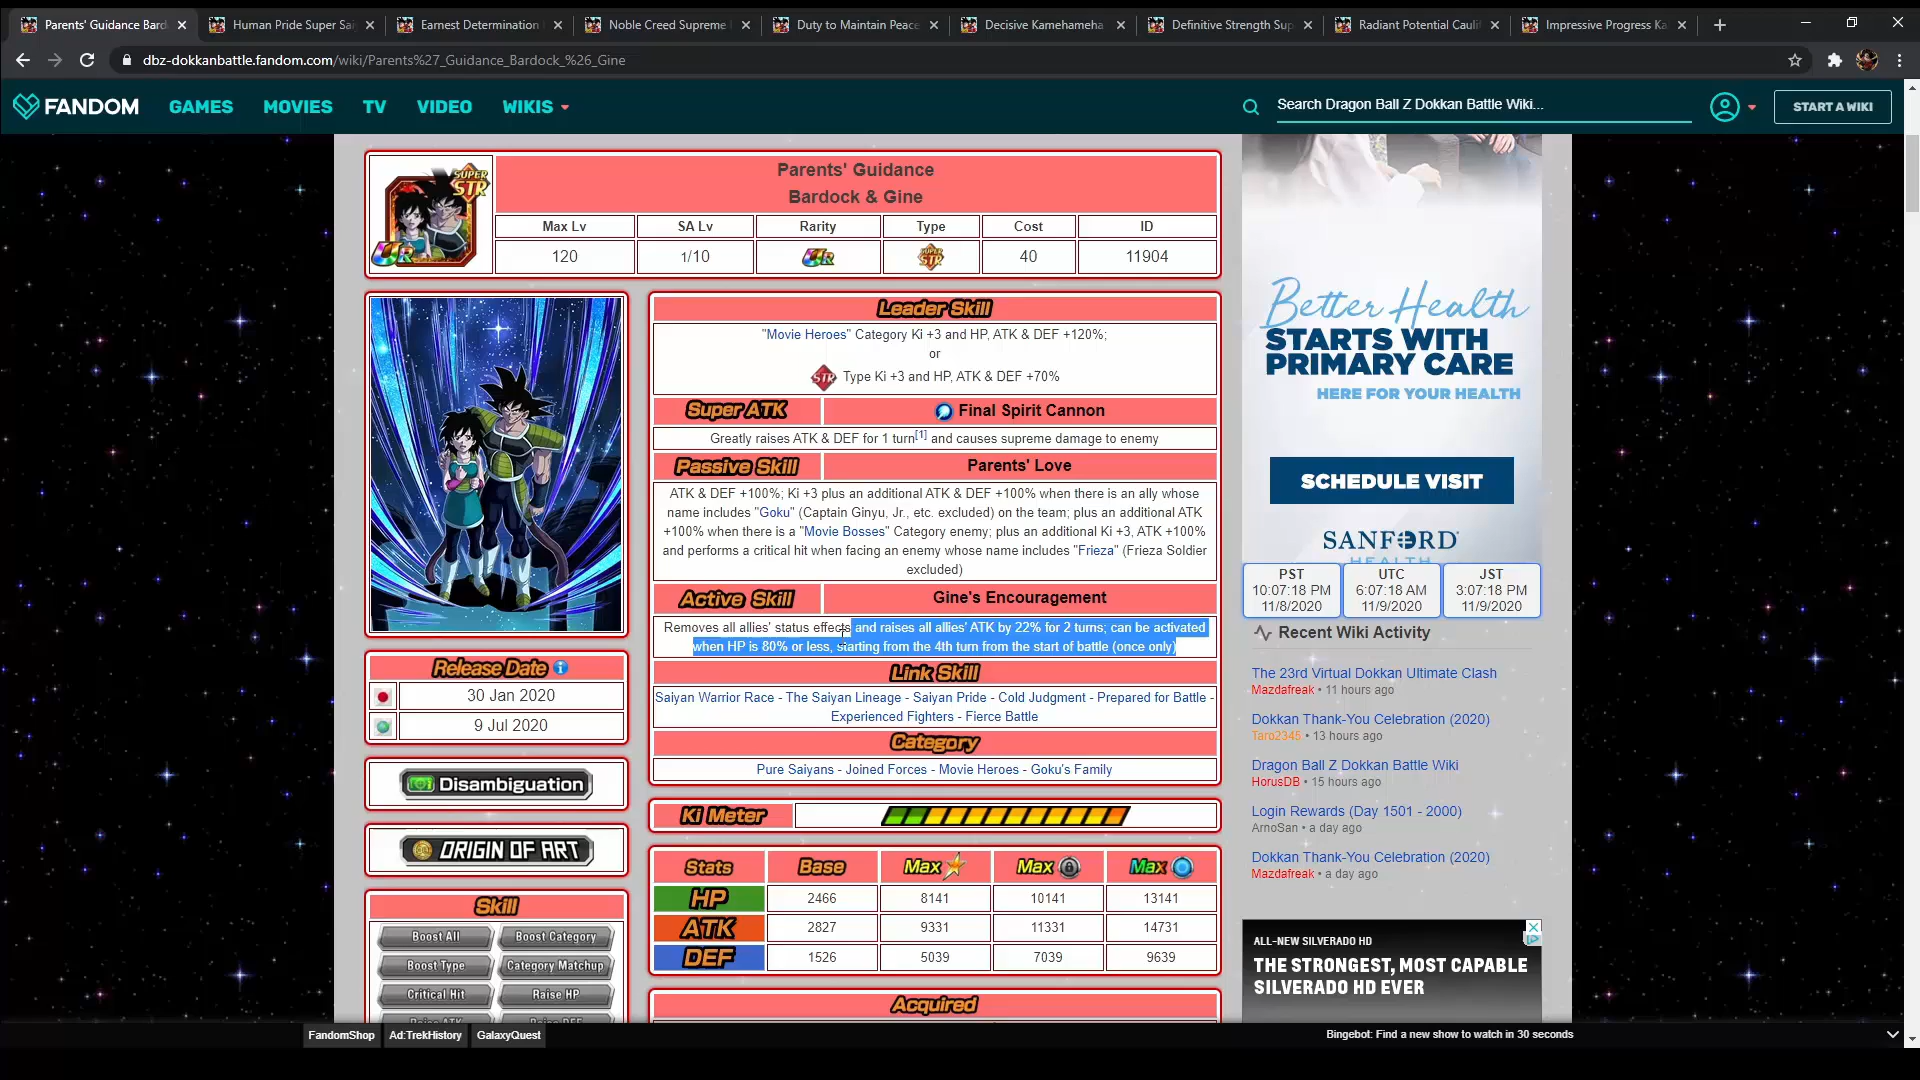 Parents' Guidance Bard
Human Pride Super Sai
Earnest Determination
Noble Creed Supreme
Duty to Maintain Peace
Decisive Kamehameha
Definitive Strength Sup
Radiant Potential Caulif
Impressive Progress Ka
dbz-dokkanbattle.fandom.com/wiki/Parents%27_Guidance_Bardock_%26_Gine
FANDOM GAMES MOVIES TV VIDEO WIKIS
Search Dragon Ball Z Dokkan Battle Wiki...
START A WIKI
SUPER STR
UR
Parents' Guidance
Bardock & Gine
Max Lv SA Lv Rarity Type Cost ID
120 1/10 UR SUPER STR 40 11904
Leader Skill
"Movie Heroes" Category Ki +3 and HP, ATK & DEF +120%;
or
STR Type Ki +3 and HP, ATK & DEF +70%
Super ATK Final Spirit Cannon
Greatly raises ATK & DEF for 1 turn[1] and causes supreme damage to enemy
Passive Skill Parents' Love
ATK & DEF +100%; Ki +3 plus an additional ATK & DEF +100% when there is an ally whose
name includes "Goku" (Captain Ginyu, Jr., etc. excluded) on the team; plus an additional ATK
+100% when there is a "Movie Bosses" Category enemy; plus an additional Ki +3, ATK +100%
and performs a critical hit when facing an enemy whose name includes "Frieza" (Frieza Soldier
excluded)
Active Skill Gine's Encouragement
Removes all allies' status effects and raises all allies' ATK by 22% for 2 turns; can be activated
when HP is 80% or less, starting from the 4th turn from the start of battle (once only)
Link Skill
Saiyan Warrior Race - The Saiyan Lineage - Saiyan Pride - Cold Judgment - Prepared for Battle -
Experienced Fighters - Fierce Battle
Category
Pure Saiyans - Joined Forces - Movie Heroes - Goku's Family
Ki Meter
Stats Base Max Max Max
HP 2466 8141 10141 13141
ATK 2827 9331 11331 14731
DEF 1526 5039 7039 9639
Acquired
Release Date
30 Jan 2020
9 Jul 2020
Disambiguation
ORIGIN OF ART
Skill
Boost All Boost Category
Boost Type Category Matchup
Critical Hit Raise HP
Raise ATK Raise DEF
Better Health
STARTS WITH
PRIMARY CARE
HERE FOR YOUR HEALTH
SCHEDULE VISIT
SANFORD
HEALTH
PST UTC JST
10:07:18 PM 6:07:18 AM 3:07:18 PM
11/8/2020 11/9/2020 11/9/2020
Recent Wiki Activity
The 23rd Virtual Dokkan Ultimate Clash
Mazdafreak • 11 hours ago
Dokkan Thank-You Celebration (2020)
Taro2345 • 13 hours ago
Dragon Ball Z Dokkan Battle Wiki
HorusDB • 15 hours ago
Login Rewards (Day 1501 - 2000)
ArnoSan • a day ago
Dokkan Thank-You Celebration (2020)
Mazdafreak • a day ago
ALL-NEW SILVERADO HD
THE STRONGEST, MOST CAPABLE
SILVERADO HD EVER
FandomShop Ad:TrekHistory GalaxyQuest
Bingebot: Find a new show to watch in 30 seconds